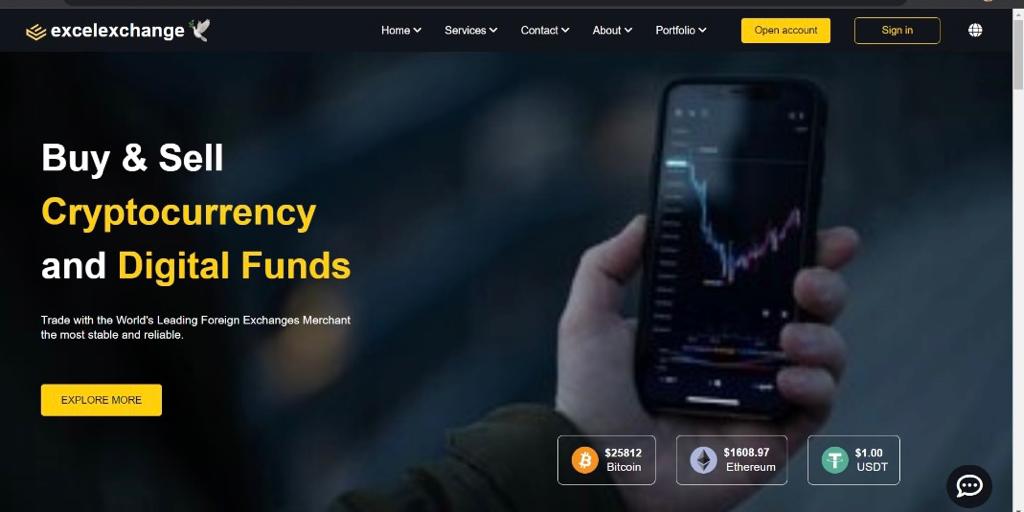 excelexchange
Home
Services
Contact
About
Portfolio
Open account
Sign in
Buy & Sell
Cryptocurrency
and Digital Funds
Trade with the World's Leading Foreign Exchanges Merchant
the most stable and reliable.
EXPLORE MORE
$25812
Bitcoin
$1608.97
Ethereum
$1.00
USDT